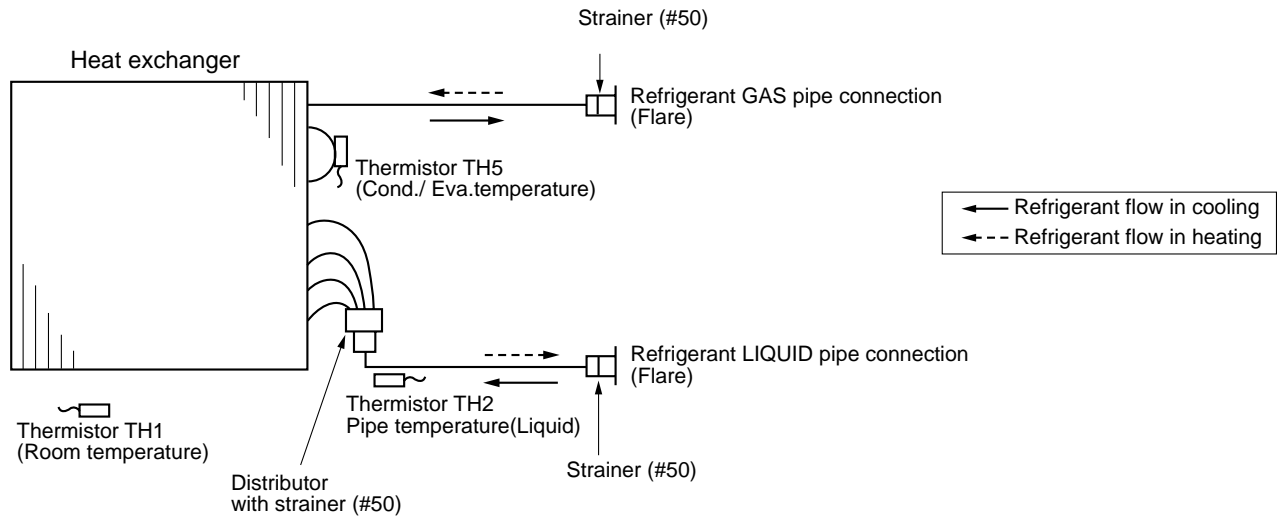 Strainer (#50)
Heat exchanger
Refrigerant GAS pipe connection
(Flare)
Thermistor TH5
(Cond./ Eva.temperature)
Refrigerant flow in cooling
Refrigerant flow in heating
Refrigerant LIQUID pipe connection
(Flare)
Thermistor TH2
Pipe temperature(Liquid)
Thermistor TH1
(Room temperature)
Strainer (#50)
Distributor
with strainer (#50)